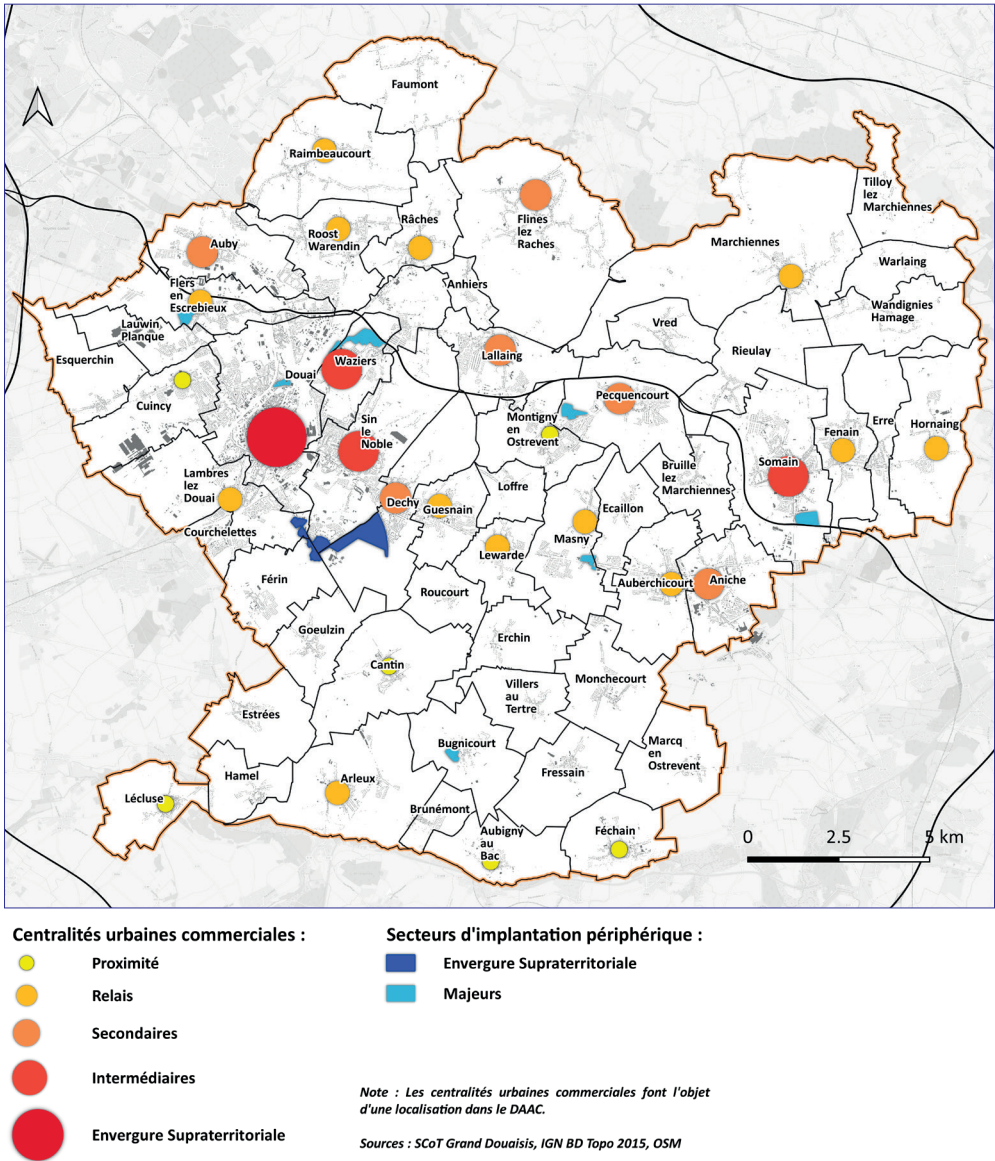 Faumont
Raimbeaucourt
Tilloy
lez
Marchiennes
Flines
lez
Raches
Râches
Roost
Warendin
Auby
Marchiennes
Warlaing
Anhiers
Flers
en
Escrebieux
Wandignies
Hamage
Lauwin
Planque
Vred
Esquerchin
Rieulay
Waziers
Lallaing
Douai
Cuincy
Pecquencourt
Montigny
en
Ostrevent
Sin
le
Noble
Erre
Hornaing
Fenain
Somain
Bruille
lez
Marchiennes
Lambres
lez
Douai
Loffre
Dechy
Guesnain
Ecaillon
Courchelettes
Masny
Lewarde
Férin
Auberchicourt
Aniche
Roucourt
Goeulzin
Erchin
Cantin
Monchecourt
Villers
au
Tertre
Estrées
Bugnicourt
Marcq
en
Ostrevent
Hamel
Arleux
Fressain
Lécluse
Brunémont
Aubigny
au
Bac
Féchain
0 2.5 5 km
Centralités urbaines commerciales :
Proximité
Relais
Secondaires
Intermédiaires
Envergure Supraterritoriale
Secteurs d'implantation périphérique :
Envergure Supraterritoriale
Majeurs
Note : Les centralités urbaines commerciales font l'objet
d'une localisation dans le DAAC.
Sources : SCoT Grand Douaisis, IGN BD Topo 2015, OSM